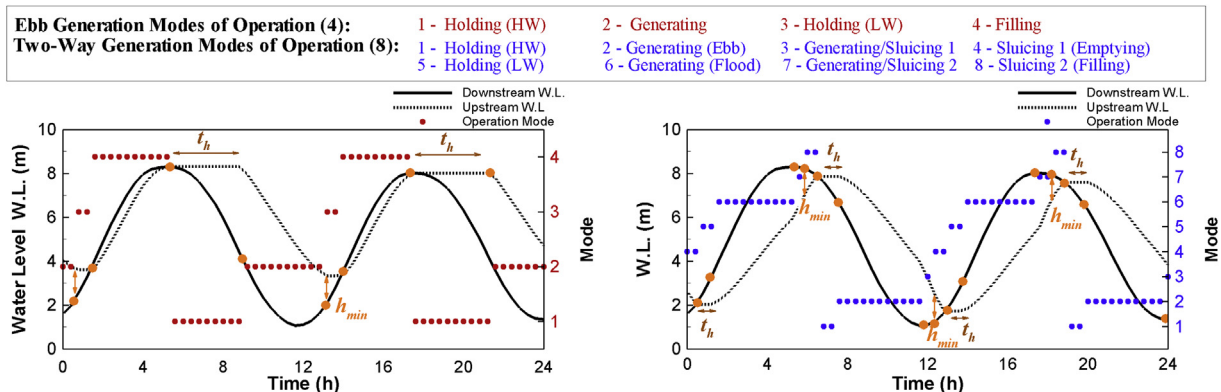 Ebb Generation Modes of Operation (4): 1 - Holding (HW) 2 - Generating 3 - Holding (LW) 4 - Filling
Two-Way Generation Modes of Operation (8): 1 - Holding (HW) 2 - Generating (Ebb) 3 - Generating/Sluicing 1 4 - Sluicing 1 (Emptying)
5 - Holding (LW) 6 - Generating (Flood) 7 - Generating/Sluicing 2 8 - Sluicing 2 (Filling)
Downstream W.L.
Upstream W.L
Operation Mode
Water Level W.L. (m)
10
8
6
4
2
0
t_h
t_h
h_min
4
3
2
1
Mode
0 4 8 12 16 20 24
Time (h)
Downstream W.L.
Upstream W.L
Operation Mode
W.L. (m)
10
8
6
4
2
0
t_h
t_h
h_min
h_min
t_h
h_min
t_h
8
7
6
5
4
3
2
1
Mode
0 4 8 12 16 20 24
Time (h)